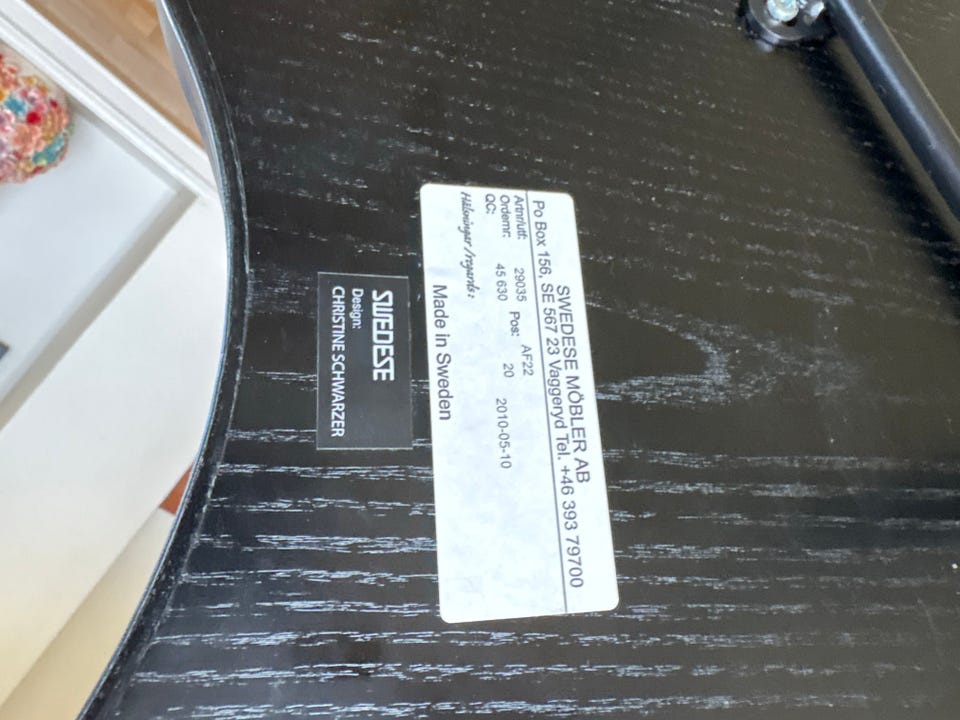 SWEDESE MÖBLER AB
Po Box 156, SE 567 23 Vaggeryd Tel. +46 393 79700
Artnr/utf: 29035 AF22
Ordernr: 45 630 Pos: 20 2010-05-10
QC:
Hälsningar/regards:
Made in Sweden
SWEDESE
Design:
CHRISTINE SCHWARZER